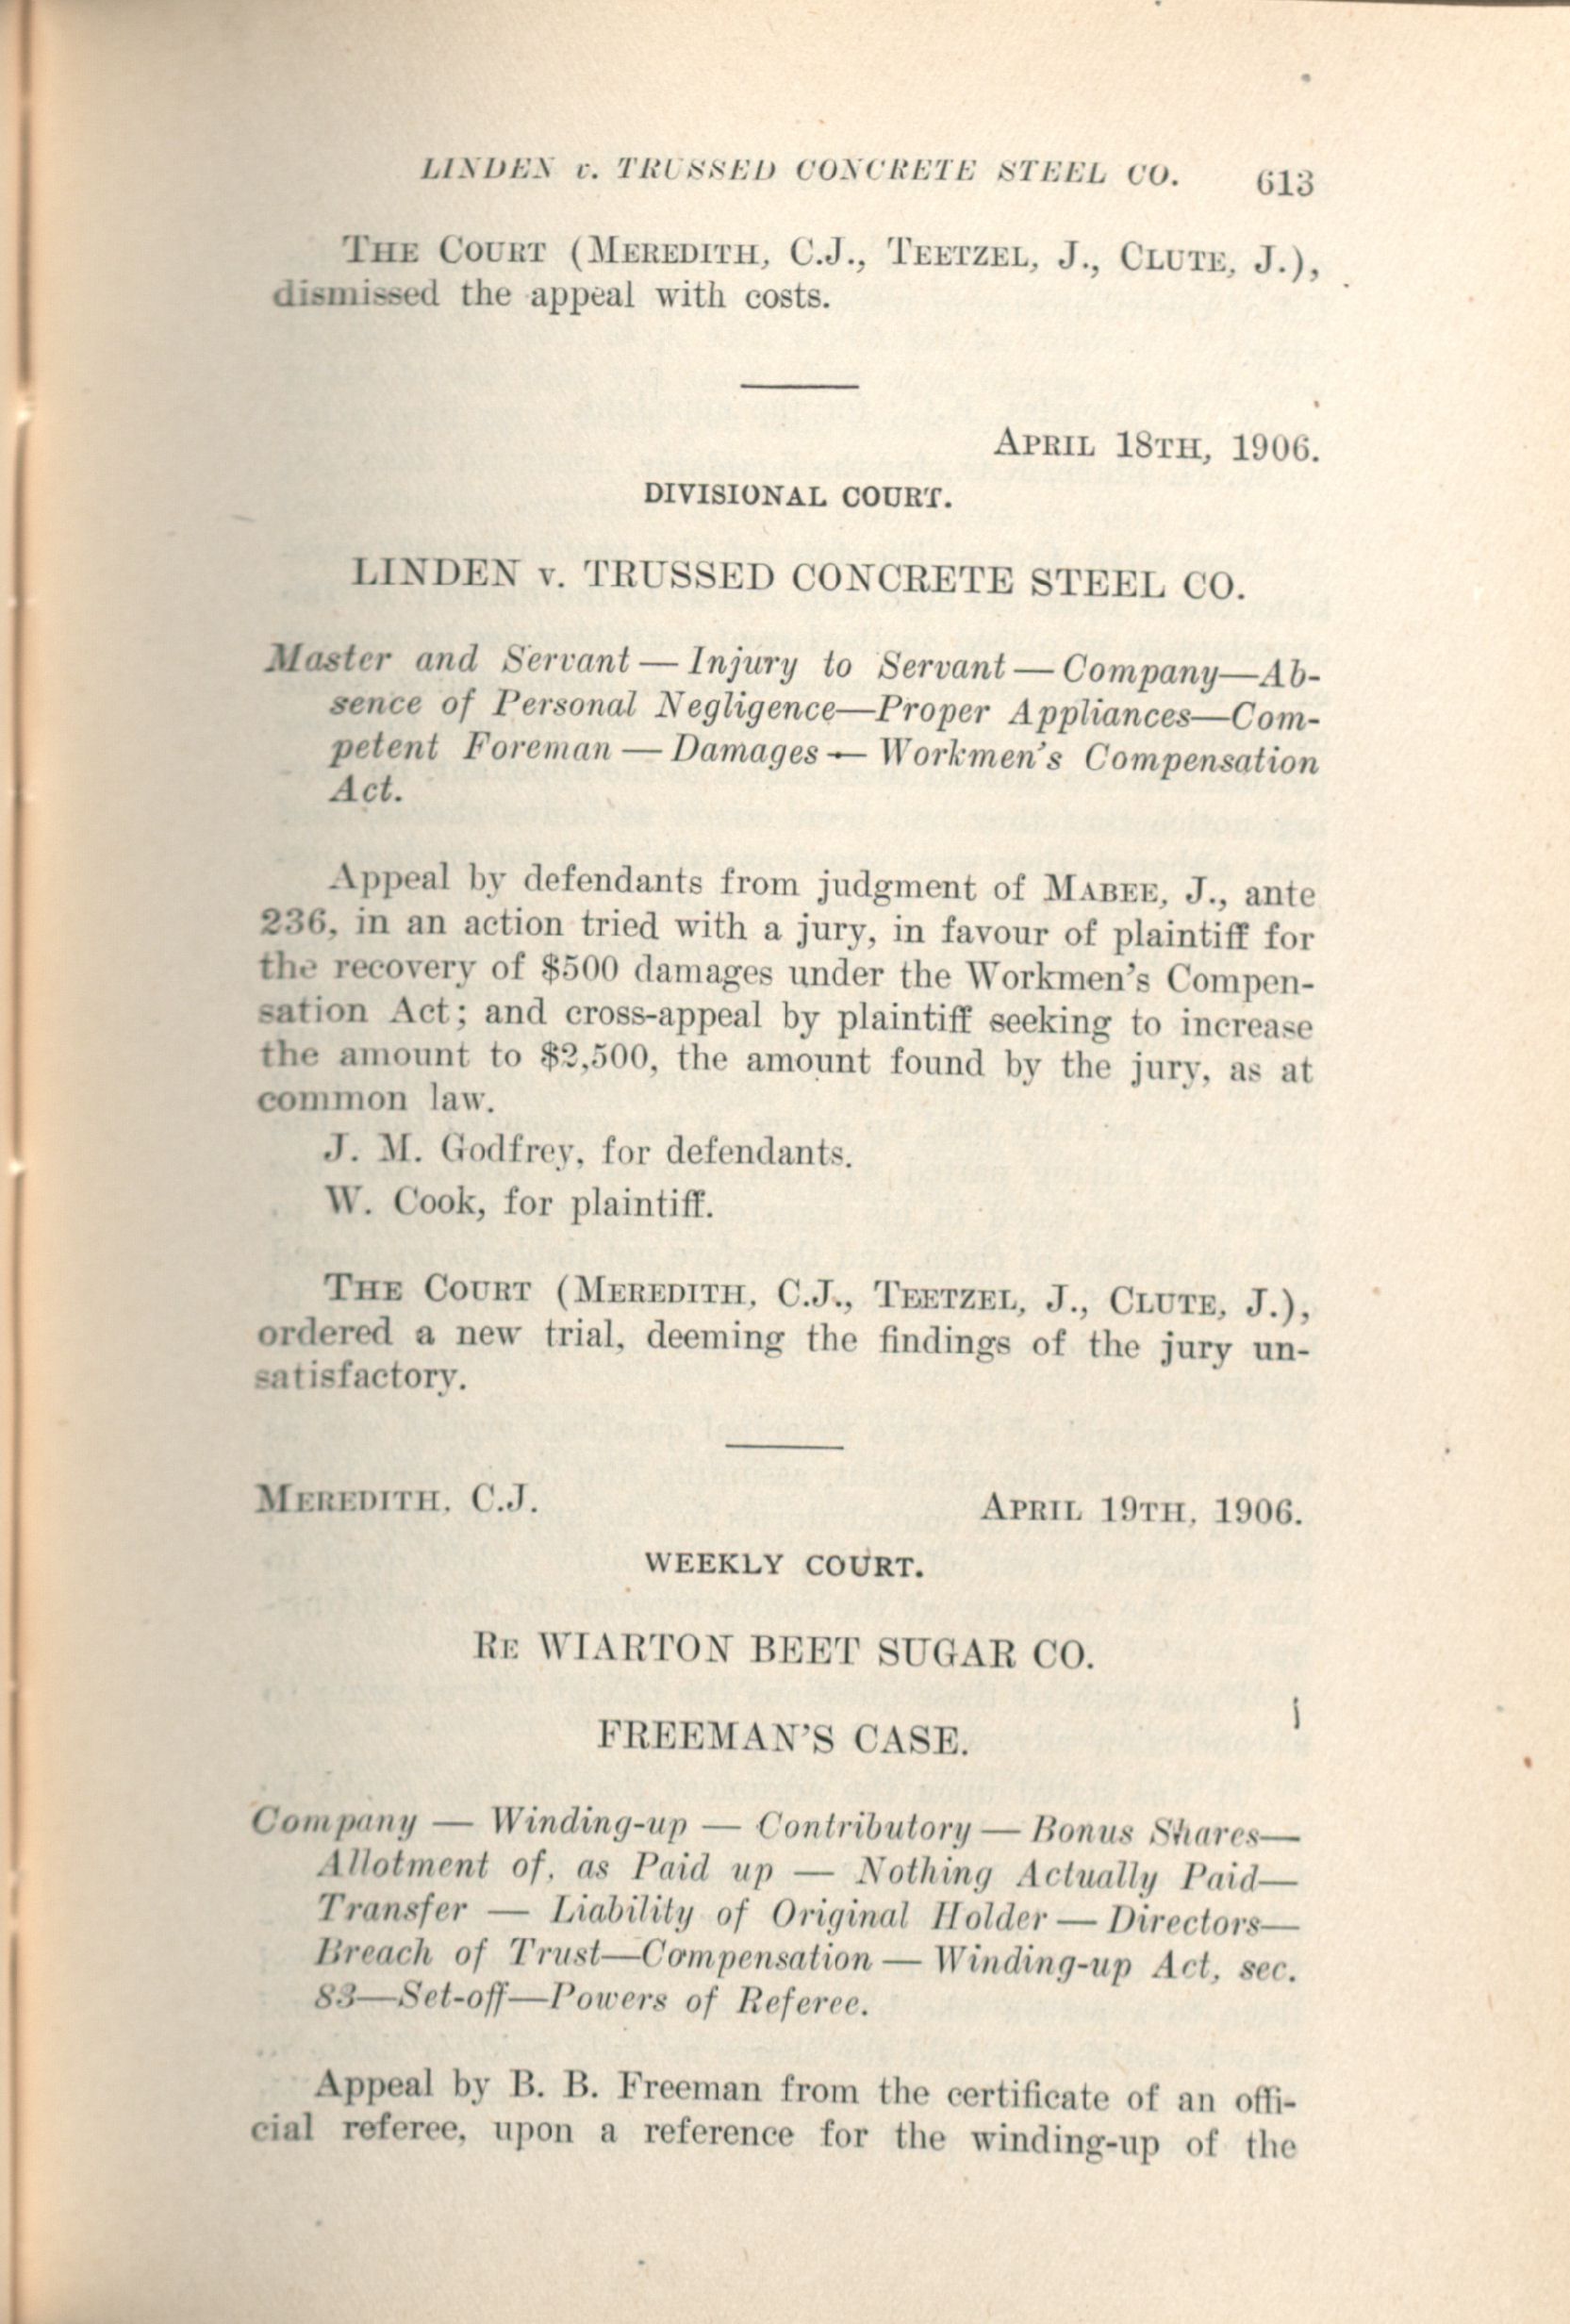 LINDEN v. TRUSSED CONCRETE STEEL CO. 613
THE COURT (MEREDITH, C.J., TEETZEL, J., CLUTE, J.),
dismissed the appeal with costs.
APRIL 18TH, 1906.
DIVISIONAL COURT.
LINDEN v. TRUSSED CONCRETE STEEL CO.
Master and Servant — Injury to Servant — Company—Ab-
sence of Personal Negligence—Proper Appliances—Com-
petent Foreman — Damages — Workmen's Compensation
Act.
Appeal by defendants from judgment of MABEE, J., ante
236, in an action tried with a jury, in favour of plaintiff for
the recovery of $500 damages under the Workmen's Compen-
sation Act; and cross-appeal by plaintiff seeking to increase
the amount to $2,500, the amount found by the jury, as at
common law.
J. M. Godfrey, for defendants.
W. Cook, for plaintiff.
THE COURT (MEREDITH, C.J., TEETZEL, J., CLUTE, J.),
ordered a new trial, deeming the findings of the jury un-
satisfactory.
MEREDITH, C.J. APRIL 19TH, 1906.
WEEKLY COURT.
RE WIARTON BEET SUGAR CO.
FREEMAN'S CASE.
Company — Winding-up — Contributory — Bonus Shares—
Allotment of, as Paid up — Nothing Actually Paid—
Transfer — Liability of Original Holder — Directors—
Breach of Trust—Compensation — Winding-up Act, sec.
83—Set-off—Powers of Referee.
Appeal by B. B. Freeman from the certificate of an offi-
cial referee, upon a reference for the winding-up of the